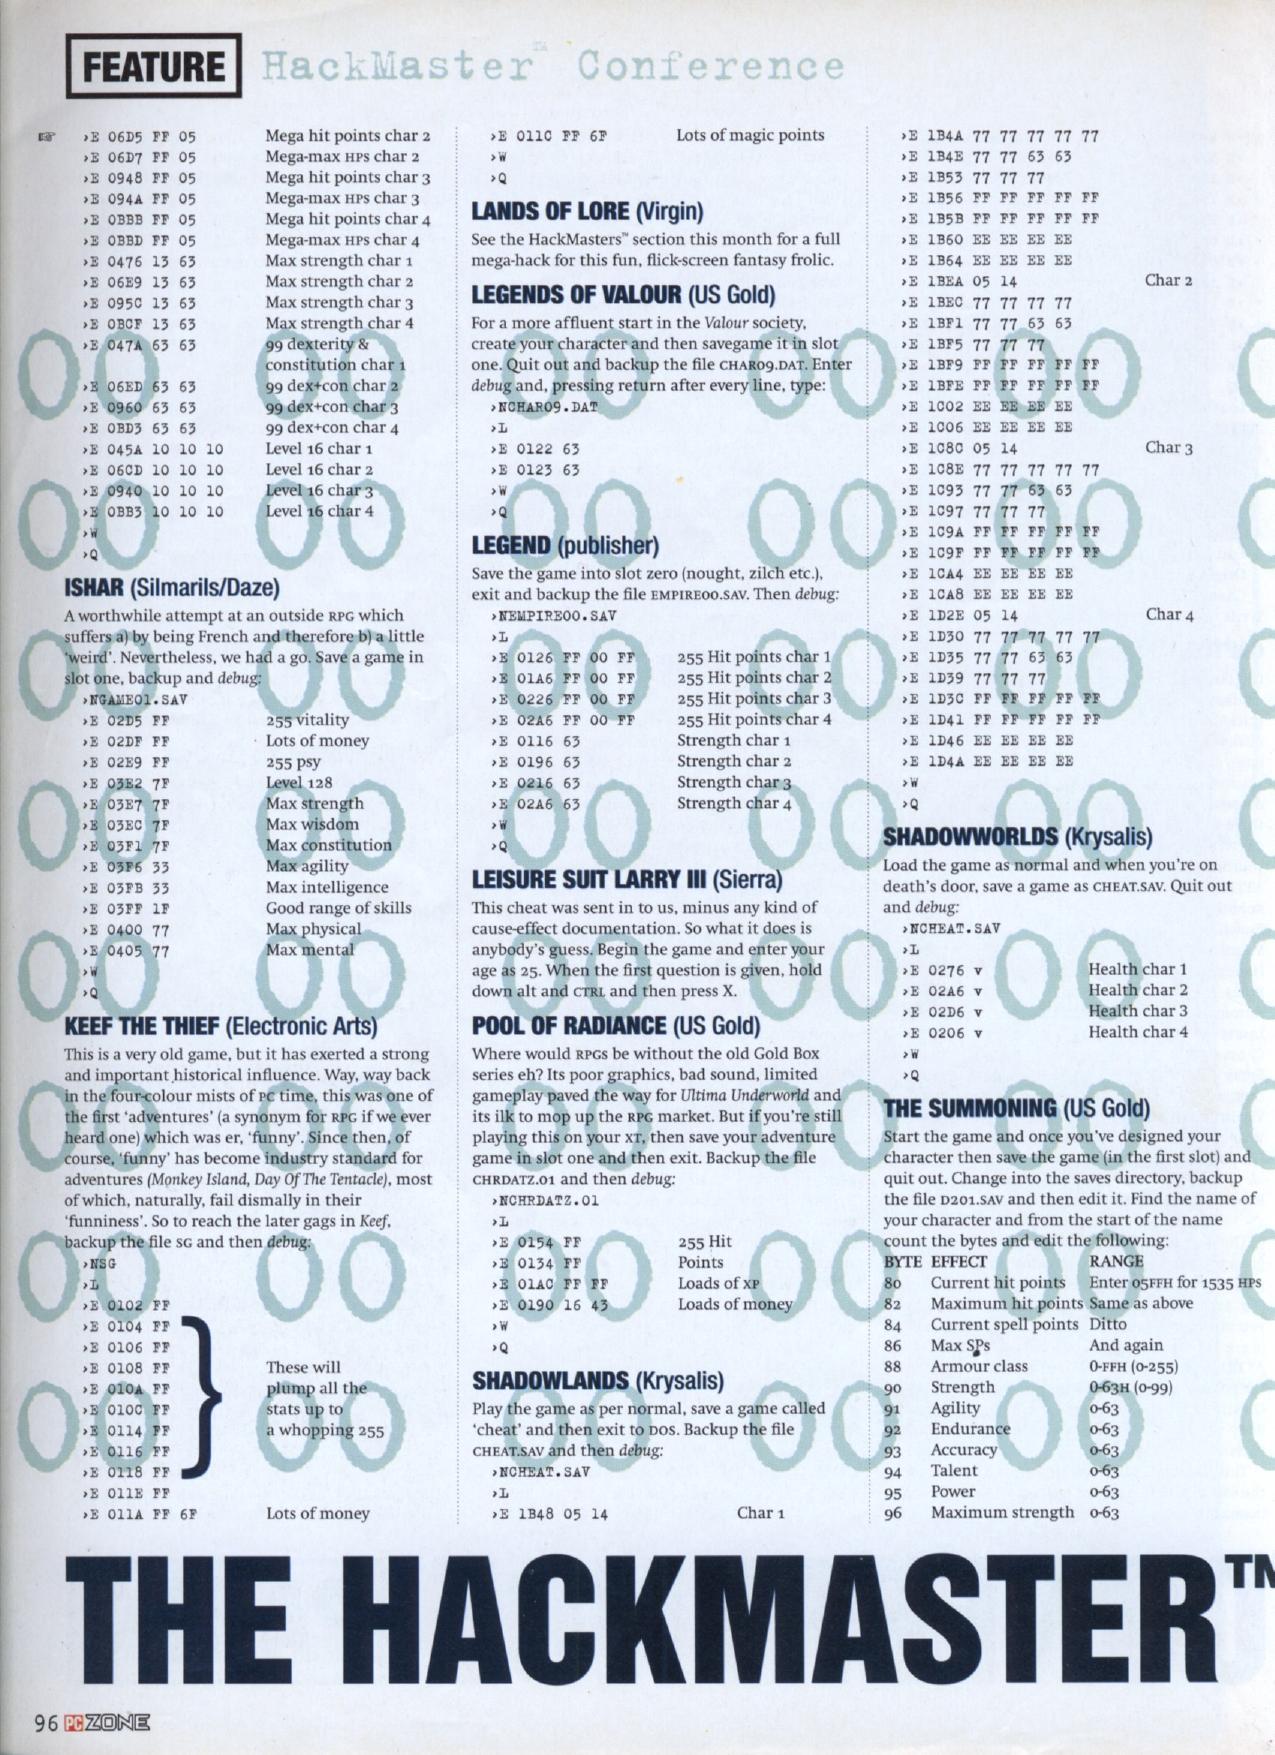 FEATURE HackMaster™ Conference
☞ >E 06D5 FF 05 Mega hit points char 2
>E 06D7 FF 05 Mega-max HPs char 2
>E 0948 FF 05 Mega hit points char 3
>E 094A FF 05 Mega-max HPs char 3
>E 0BBB FF 05 Mega hit points char 4
>E 0BBD FF 05 Mega-max HPs char 4
>E 0476 13 63 Max strength char 1
>E 06E9 13 63 Max strength char 2
>E 095C 13 63 Max strength char 3
>E 0BCF 13 63 Max strength char 4
>E 047A 63 63 99 dexterity &
constitution char 1
>E 06ED 63 63 99 dex+con char 2
>E 0960 63 63 99 dex+con char 3
>E 0BD3 63 63 99 dex+con char 4
>E 045A 10 10 10 Level 16 char 1
>E 06CD 10 10 10 Level 16 char 2
>E 0940 10 10 10 Level 16 char 3
>E 0BB3 10 10 10 Level 16 char 4
>W
>Q
ISHAR (Silmarils/Daze)
A worthwhile attempt at an outside RPG which
suffers a) by being French and therefore b) a little
'weird'. Nevertheless, we had a go. Save a game in
slot one, backup and debug:
>NGAME01.SAV
>E 02D5 FF 255 vitality
>E 02DF FF Lots of money
>E 02E9 FF 255 psy
>E 03E2 7F Level 128
>E 03E7 7F Max strength
>E 03EC 7F Max wisdom
>E 03F1 7F Max constitution
>E 03F6 33 Max agility
>E 03FB 33 Max intelligence
>E 03FF 1F Good range of skills
>E 0400 77 Max physical
>E 0405 77 Max mental
>W
>Q
KEEF THE THIEF (Electronic Arts)
This is a very old game, but it has exerted a strong
and important historical influence. Way, way back
in the four-colour mists of PC time, this was one of
the first 'adventures' (a synonym for RPG if we ever
heard one) which was er, 'funny'. Since then, of
course, 'funny' has become industry standard for
adventures (Monkey Island, Day Of The Tentacle), most
of which, naturally, fail dismally in their
'funniness'. So to reach the later gags in Keef,
backup the file SG and then debug:
>NSG
>L
>E 0102 FF
>E 0104 FF
>E 0106 FF
>E 0108 FF These will
>E 010A FF plump all the
>E 010C FF stats up to
>E 0114 FF a whopping 255
>E 0116 FF
>E 0118 FF
>E 011E FF
>E 011A FF 6F Lots of money
>E 011C FF 6F Lots of magic points
>W
>Q
LANDS OF LORE (Virgin)
See the HackMasters™ section this month for a full
mega-hack for this fun, flick-screen fantasy frolic.
LEGENDS OF VALOUR (US Gold)
For a more affluent start in the Valour society,
create your character and then savegame it in slot
one. Quit out and backup the file CHAR09.DAT. Enter
debug and, pressing return after every line, type:
>NCHAR09.DAT
>L
>E 0122 63
>E 0123 63
>W
>Q
LEGEND (publisher)
Save the game into slot zero (nought, zilch etc.),
exit and backup the file EMPIRE00.SAV. Then debug:
>NEMPIRE00.SAV
>L
>E 0126 FF 00 FF 255 Hit points char 1
>E 01A6 FF 00 FF 255 Hit points char 2
>E 0226 FF 00 FF 255 Hit points char 3
>E 02A6 FF 00 FF 255 Hit points char 4
>E 0116 63 Strength char 1
>E 0196 63 Strength char 2
>E 0216 63 Strength char 3
>E 02A6 63 Strength char 4
>W
>Q
LEISURE SUIT LARRY III (Sierra)
This cheat was sent in to us, minus any kind of
cause-effect documentation. So what it does is
anybody's guess. Begin the game and enter your
age as 25. When the first question is given, hold
down alt and CTRL and then press X.
POOL OF RADIANCE (US Gold)
Where would RPGs be without the old Gold Box
series eh? Its poor graphics, bad sound, limited
gameplay paved the way for Ultima Underworld and
its ilk to mop up the RPG market. But if you're still
playing this on your XT, then save your adventure
game in slot one and then exit. Backup the file
CHRDATZ.01 and then debug:
>NCHRDATZ.01
>L
>E 0154 FF 255 Hit
>E 0134 FF Points
>E 01AC FF FF Loads of XP
>E 0190 16 43 Loads of money
>W
>Q
SHADOWLANDS (Krysalis)
Play the game as per normal, save a game called
'cheat' and then exit to DOS. Backup the file
CHEAT.SAV and then debug:
>NCHEAT.SAV
>L
>E 1B48 05 14 Char 1
>E 1B4A 77 77 77 77 77
>E 1B4E 77 77 63 63
>E 1B53 77 77 77
>E 1B56 FF FF FF FF FF
>E 1B5B FF FF FF FF FF
>E 1B60 EE EE EE EE
>E 1B64 EE EE EE EE
>E 1BEA 05 14 Char 2
>E 1BEC 77 77 77 77
>E 1BF1 77 77 63 63
>E 1BF5 77 77 77
>E 1BF9 FF FF FF FF FF
>E 1BFE FF FF FF FF FF
>E 1C02 EE EE EE EE
>E 1C06 EE EE EE EE
>E 1C8C 05 14 Char 3
>E 1C8E 77 77 77 77 77
>E 1C93 77 77 63 63
>E 1C97 77 77 77
>E 1C9A FF FF FF FF FF
>E 1C9F FF FF FF FF FF
>E 1CA4 EE EE EE EE
>E 1CA8 EE EE EE EE
>E 1D2E 05 14 Char 4
>E 1D30 77 77 77 77 77
>E 1D35 77 77 63 63
>E 1D39 77 77 77
>E 1D3C FF FF FF FF FF
>E 1D41 FF FF FF FF FF
>E 1D46 EE EE EE EE
>E 1D4A EE EE EE EE
>W
>Q
SHADOWWORLDS (Krysalis)
Load the game as normal and when you're on
death's door, save a game as CHEAT.SAV. Quit out
and debug:
>NCHEAT.SAV
>L
>E 0276 v Health char 1
>E 02A6 v Health char 2
>E 02D6 v Health char 3
>E 0206 v Health char 4
>W
>Q
THE SUMMONING (US Gold)
Start the game and once you've designed your
character then save the game (in the first slot) and
quit out. Change into the saves directory, backup
the file D201.SAV and then edit it. Find the name of
your character and from the start of the name
count the bytes and edit the following:
BYTE EFFECT RANGE
80 Current hit points Enter 05FFH for 1535 HPs
82 Maximum hit points Same as above
84 Current spell points Ditto
86 Max SPs And again
88 Armour class 0-FFH (0-255)
90 Strength 0-63H (0-99)
91 Agility 0-63
92 Endurance 0-63
93 Accuracy 0-63
94 Talent 0-63
95 Power 0-63
96 Maximum strength 0-63
THE HACKMASTER™
96 PC ZONE